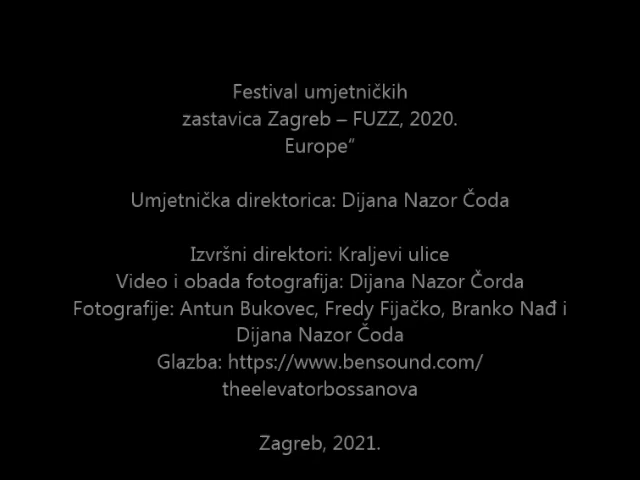 Festival umjetničkih
zastavica Zagreb – FUZZ, 2020.
Europe”
Umjetnička direktorica: Dijana Nazor Čoda
Izvršni direktori: Kraljevi ulice
Video i obada fotografija: Dijana Nazor Čorda
Fotografije: Antun Bukovec, Fredy Fijačko, Branko Nađ i
Dijana Nazor Čoda
Glazba: https://www.bensound.com/
theelevatorbossanova
Zagreb, 2021.